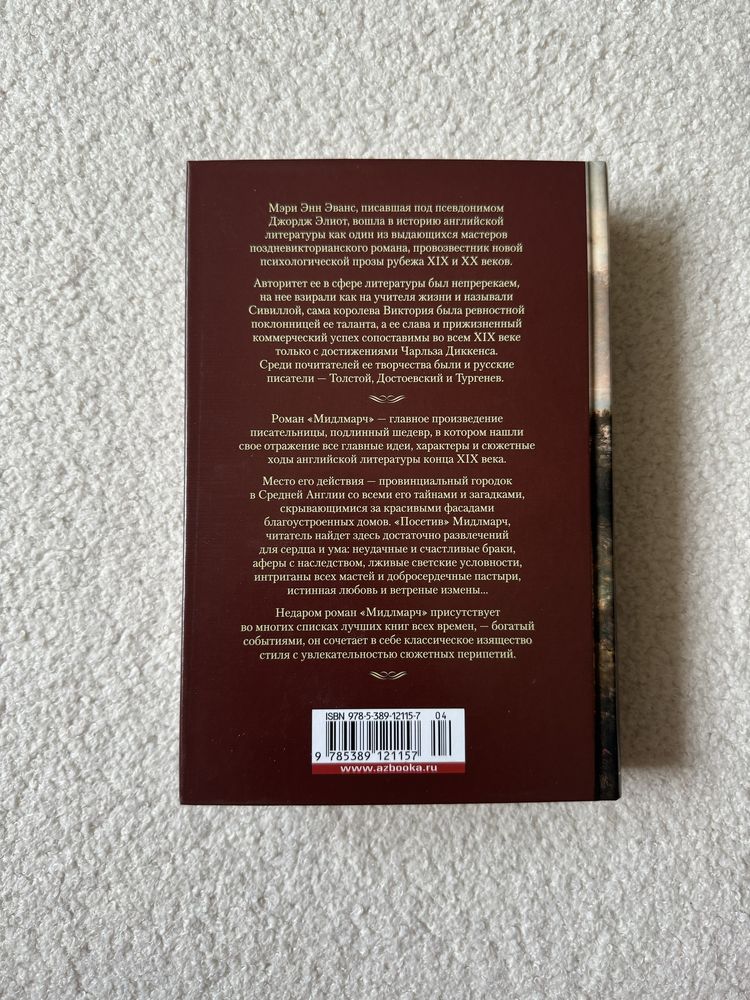 Мэри Энн Эванс, писавшая под псевдонимом
Джордж Элиот, вошла в историю английской
литературы как один из выдающихся мастеров
поздневикторианского романа, провозвестник новой
психологической прозы рубежа XIX и XX веков.
Авторитет ее в сфере литературы был непререкаем,
на нее взирали как на учителя жизни и называли
Сивиллой, сама королева Виктория была ревностной
поклонницей ее таланта, а ее слава и прижизненный
коммерческий успех сопоставимы во всем XIX веке
только с достижениями Чарльза Диккенса.
Среди почитателей ее творчества были и русские
писатели — Толстой, Достоевский и Тургенев.
Роман «Мидлмарч» — главное произведение
писательницы, подлинный шедевр, в котором нашли
свое отражение все главные идеи, характеры и сюжетные
ходы английской литературы конца XIX века.
Место его действия — провинциальный городок
в Средней Англии со всеми его тайнами и загадками,
скрывающимися за красивыми фасадами
благоустроенных домов. «Посетив» Мидлмарч,
читатель найдет здесь достаточно развлечений
для сердца и ума: неудачные и счастливые браки,
аферы с наследством, лживые светские условности,
интриганы всех мастей и добросердечные пастыри,
истинная любовь и ветреные измены...
Недаром роман «Мидлмарч» присутствует
во многих списках лучших книг всех времен, — богатый
событиями, он сочетает в себе классическое изящество
стиля с увлекательностью сюжетных перипетий.
ISBN 978-5-389-12115-7 04
9 785389 121157
www.azbooka.ru